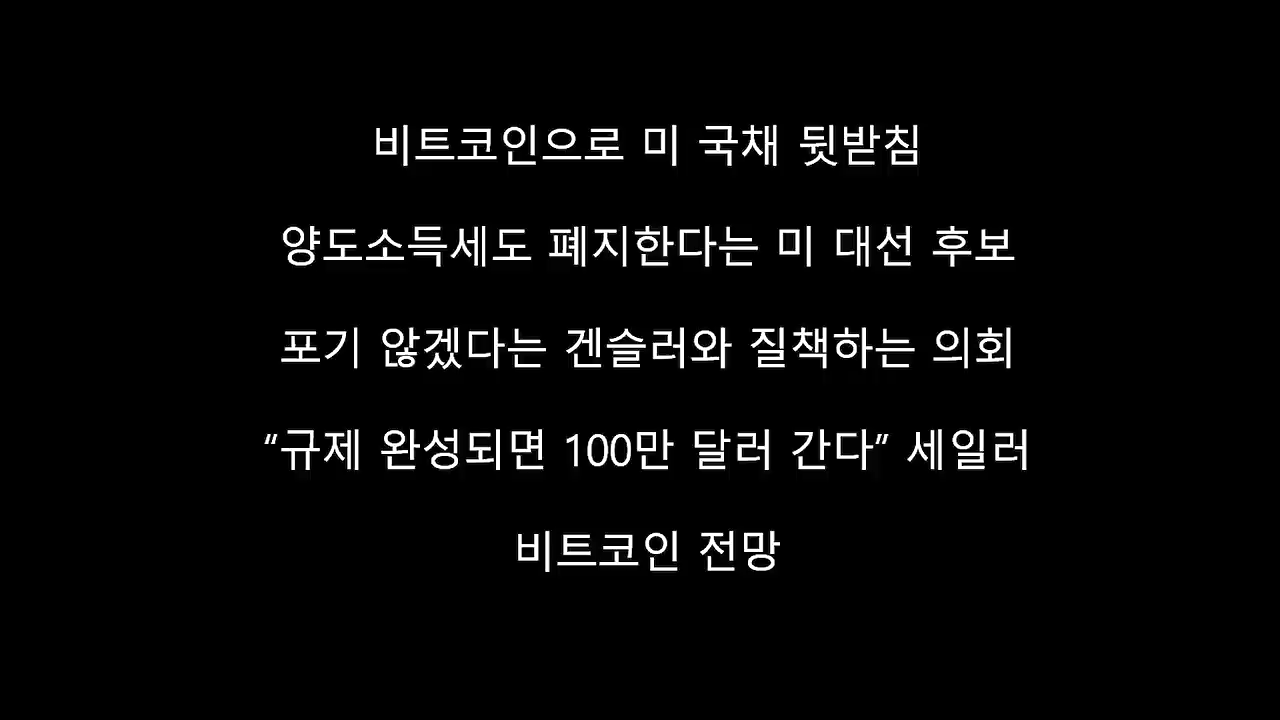 비트코인으로 미 국채 뒷받침
양도소득세도 폐지한다는 미 대선 후보
포기 않겠다는 겐슬러와 질책하는 의회
“규제 완성되면 100만 달러 간다” 세일러
비트코인 전망